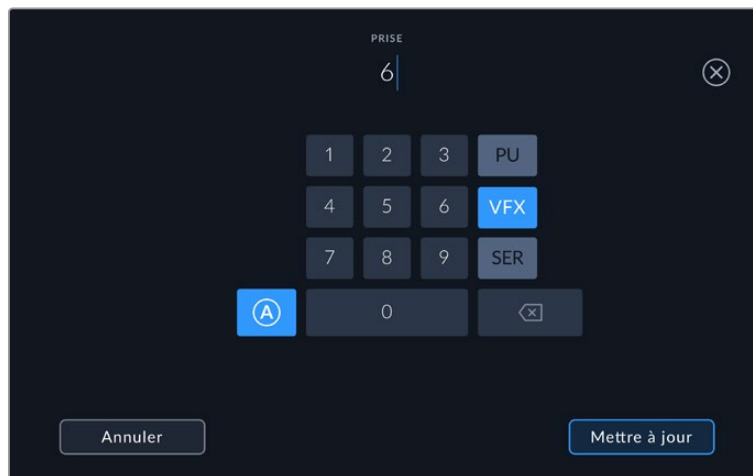 PRISE
6
1 2 3 PU
4 5 6 VFX
7 8 9 SER
A 0
Annuler Mettre à jour